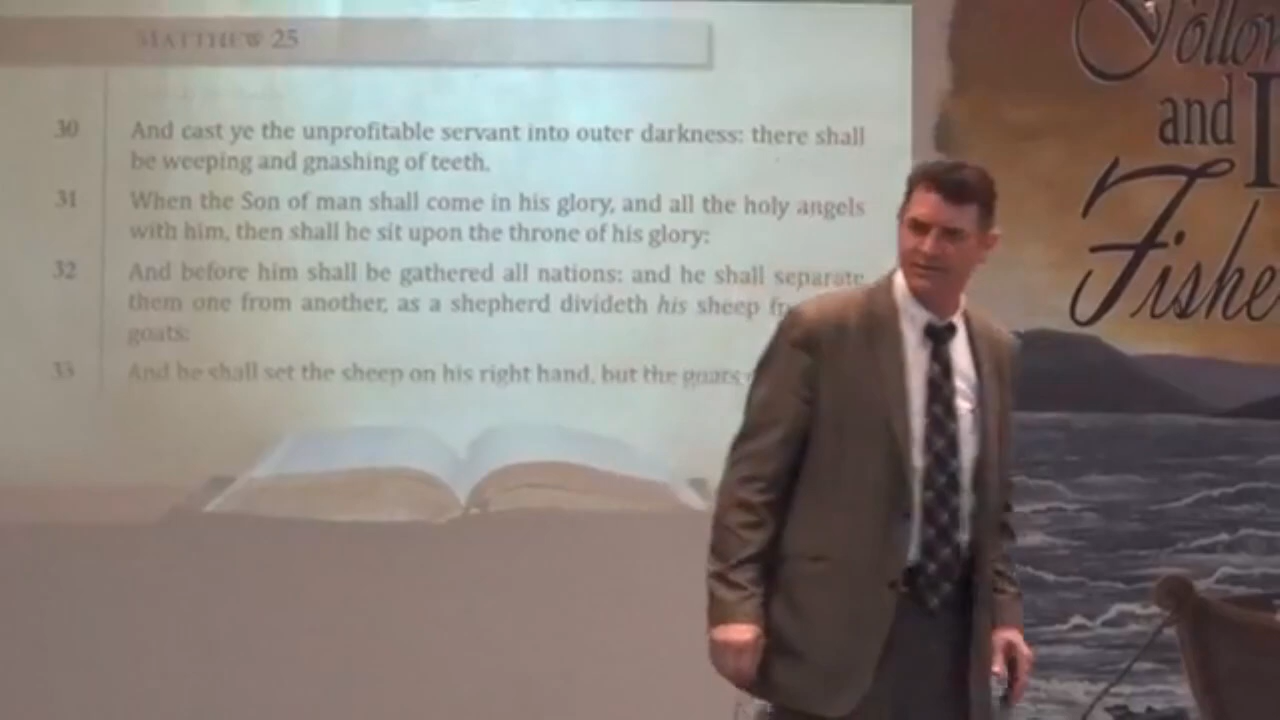 MATTHEW 25
30 And cast ye the unprofitable servant into outer darkness: there shall
be weeping and gnashing of teeth.
31 When the Son of man shall come in his glory, and all the holy angels
with him, then shall he sit upon the throne of his glory:
32 And before him shall be gathered all nations: and he shall separate
them one from another, as a shepherd divideth his sheep
goats:
33 And he shall set the sheep on his right hand, but the goats
Follow
and
Fishe